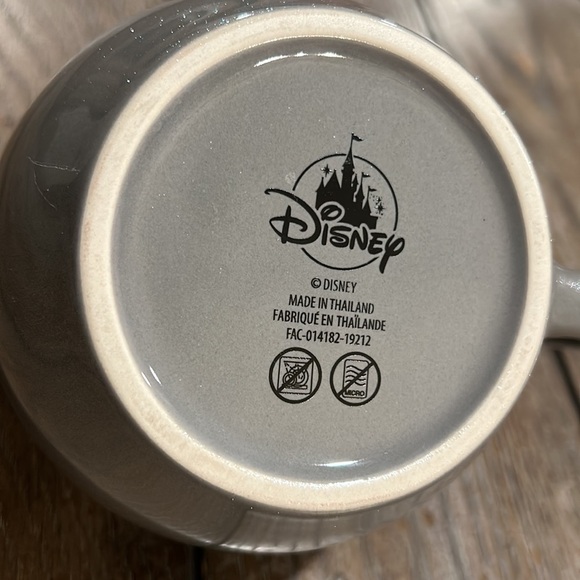 Disney
© DISNEY
MADE IN THAILAND
FABRIQUÉ EN THAÏLANDE
FAC-014182-19212
MICRO